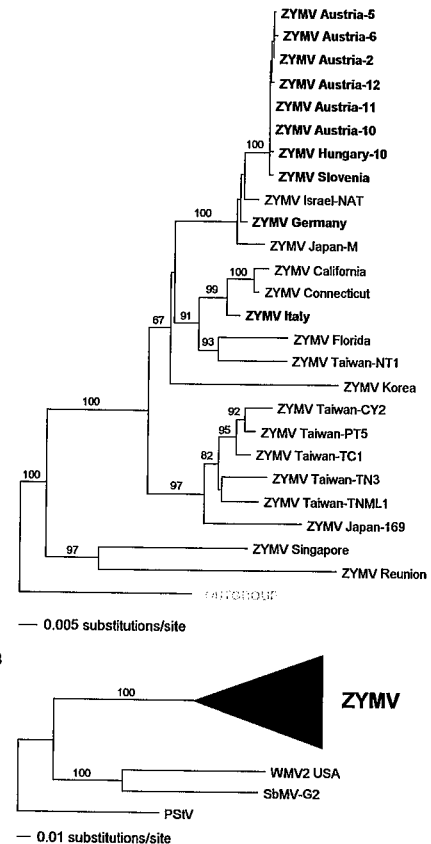 ZYMV Austria-5
ZYMV Austria-6
ZYMV Austria-2
ZYMV Austria-12
ZYMV Austria-11
ZYMV Austria-10
100
ZYMV Hungary-10
ZYMV Slovenia
ZYMV Israel-NAT
100
ZYMV Germany
ZYMV Japan-M
100
ZYMV California
99
ZYMV Connecticut
91
ZYMV Italy
67
93
ZYMV Florida
ZYMV Taiwan-NT1
ZYMV Korea
100
92
ZYMV Taiwan-CY2
95
ZYMV Taiwan-PT5
82
ZYMV Taiwan-TC1
100
97
ZYMV Taiwan-TN3
ZYMV Taiwan-TNML1
ZYMV Japan-169
97
ZYMV Singapore
ZYMV Reunion
0.005 substitutions/site
100
ZYMV
100
WMV2 USA
SbMV-G2
PStV
0.01 substitutions/site